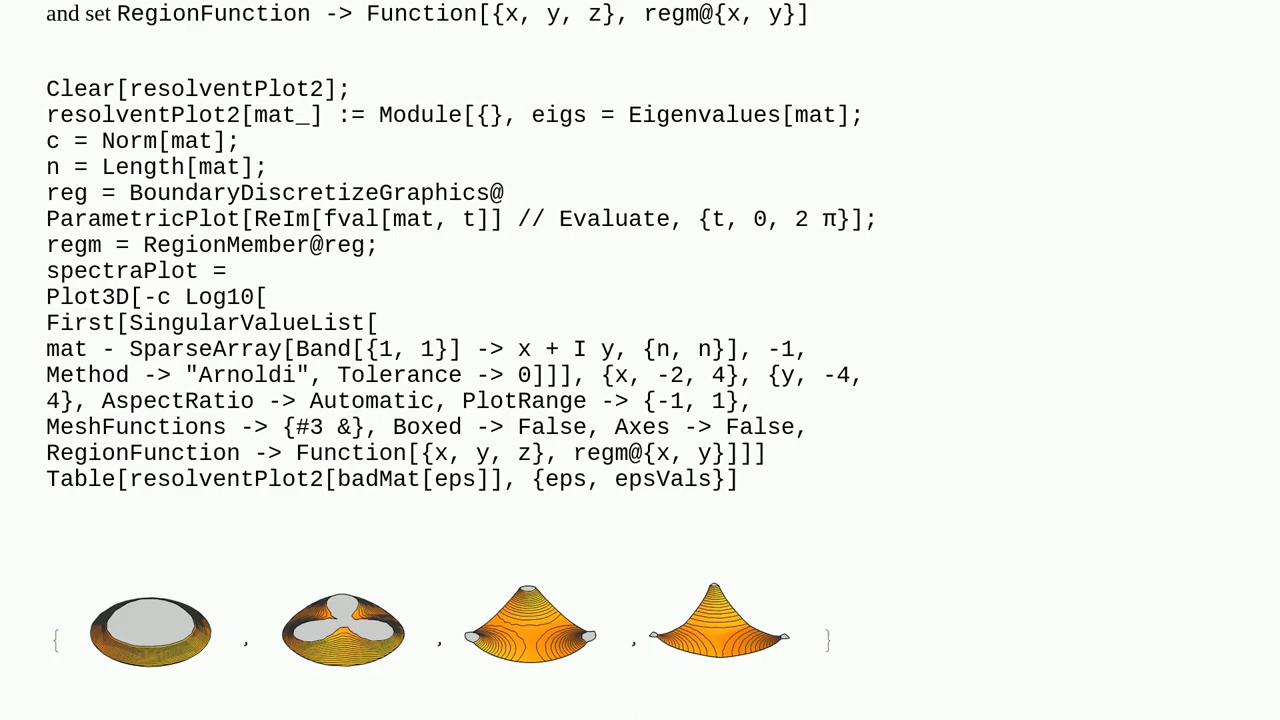 and set RegionFunction -> Function[{x, y, z}, regm@{x, y}]
Clear[resolventPlot2];
resolventPlot2[mat_] := Module[{}, eigs = Eigenvalues[mat];
c = Norm[mat];
n = Length[mat];
reg = BoundaryDiscretizeGraphics@
ParametricPlot[ReIm[fval[mat, t]] // Evaluate, {t, 0, 2 π}];
regm = RegionMember@reg;
spectraPlot =
Plot3D[-c Log10[
First[SingularValueList[
mat - SparseArray[Band[{1, 1}] -> x + I y, {n, n}], -1,
Method -> "Arnoldi", Tolerance -> 0]]], {x, -2, 4}, {y, -4,
4}, AspectRatio -> Automatic, PlotRange -> {-1, 1},
MeshFunctions -> {#3 &}, Boxed -> False, Axes -> False,
RegionFunction -> Function[{x, y, z}, regm@{x, y}]]]
Table[resolventPlot2[badMat[eps]], {eps, epsVals}]
{ , , , }